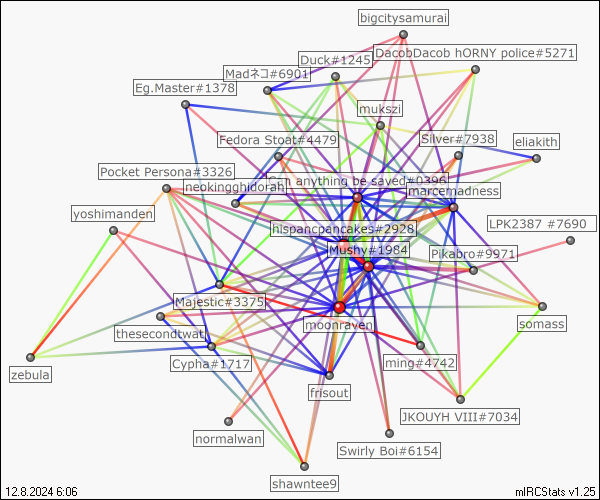 bigcitysamurai
Duck#1245
DacobDacob hORNY police#5271
Madネコ#6901
Eg.Master#1378
mukszi
Fedora Stoat#4479
Silver#7938
eliakith
Pocket Persona#3326
anything be saved#0396
neokingghidorah
marcernadness
yoshimanden
hispancpancakes#2928
LPK2387 #7690
Mushy#1984
Pikabro#9971
Majestic#3375
moonraven
somass
thesecondtwat
Cypha#1717
ming#4742
zebula
frisout
JKOUYH VIII#7034
normalwan
Swirly Boi#6154
shawntee9
12.8.2024 6:06
mIRCStats v1.25